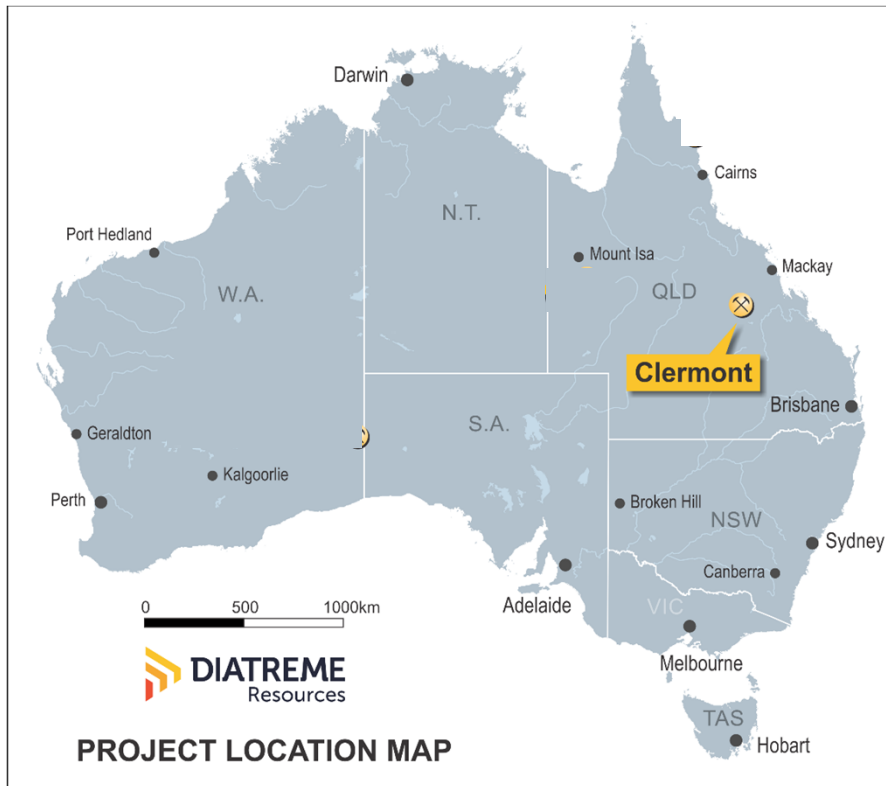 Darwin
Cairns
N.T.
Port Hedland
Mount Isa
Mackay
W.A.
QLD
Clermont
Brisbane
S.A.
Geraldton
Kalgoorlie
Perth
Broken Hill
NSW
Sydney
Canberra
Adelaide
VIC
0 500 1000km
Melbourne
DIATREME
Resources
TAS
Hobart
PROJECT LOCATION MAP